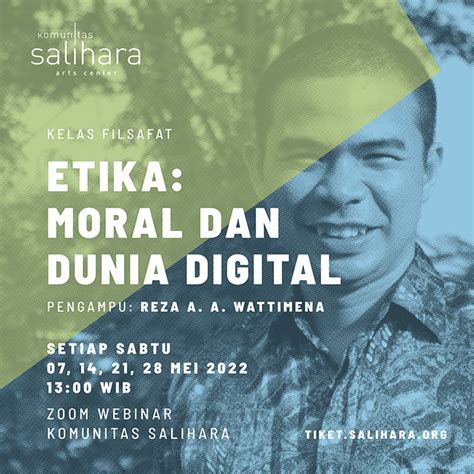 komunitas
salihara
arts center
KELAS FILSAFAT
ETIKA:
MORAL DAN
DUNIA DIGITAL
PENGAMPU: REZA A. A. WATTIMENA
SETIAP SABTU
07, 14, 21, 28 MEI 2022
13:00 WIB
ZOOM WEBINAR
KOMUNITAS SALIHARA
TIKET.SALIHARA.ORG